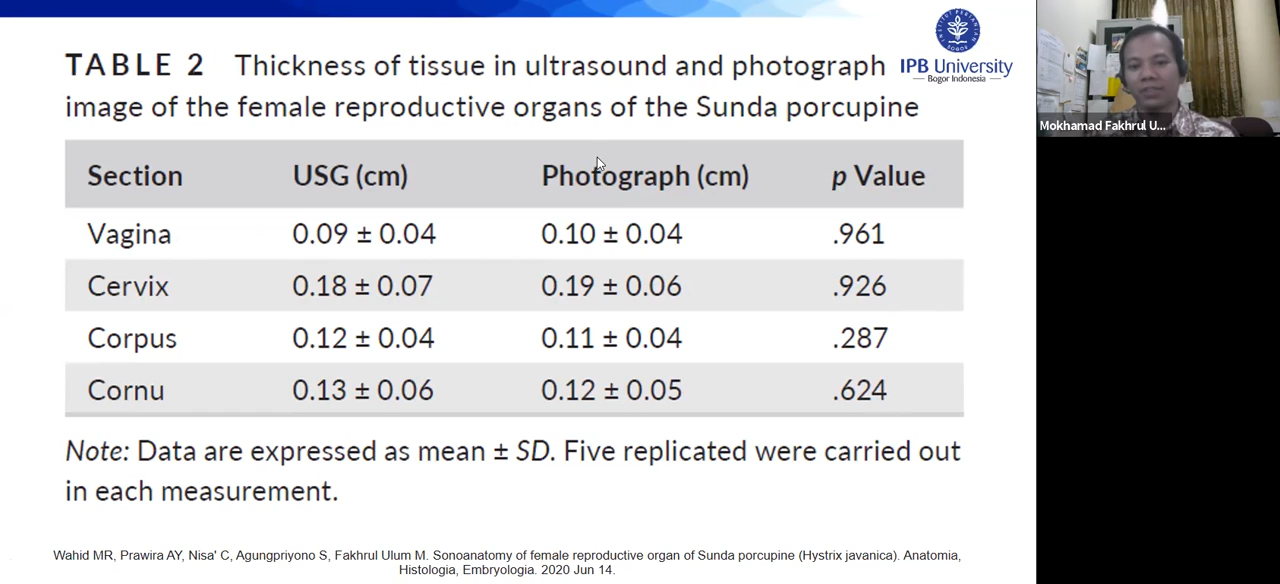 TABLE 2 Thickness of tissue in ultrasound and photograph
image of the female reproductive organs of the Sunda porcupine
IPB University
Bogor Indonesia
Mokhamad Fakhrul U...
Section USG (cm) Photograph (cm) p Value
Vagina 0.09 ± 0.04 0.10 ± 0.04 .961
Cervix 0.18 ± 0.07 0.19 ± 0.06 .926
Corpus 0.12 ± 0.04 0.11 ± 0.04 .287
Cornu 0.13 ± 0.06 0.12 ± 0.05 .624
Note: Data are expressed as mean ± SD. Five replicated were carried out
in each measurement.
Wahid MR, Prawira AY, Nisa' C, Agungpriyono S, Fakhrul Ulum M. Sonoanatomy of female reproductive organ of Sunda porcupine (Hystrix javanica). Anatomia,
Histologia, Embryologia. 2020 Jun 14.